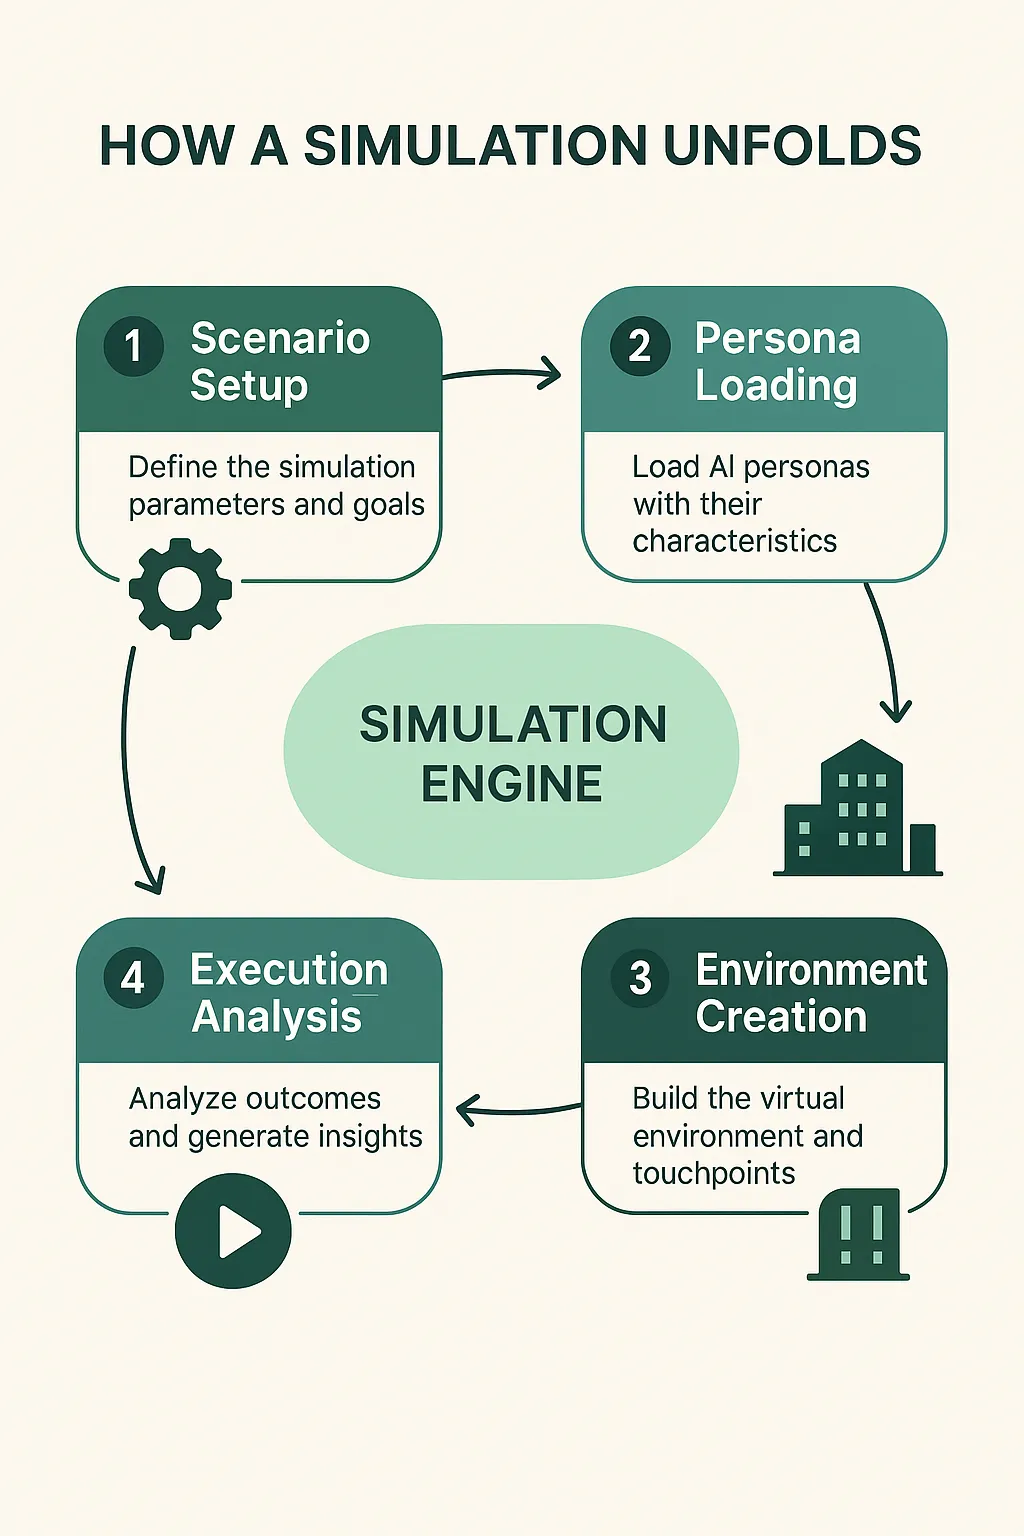 HOW A SIMULATION UNFOLDS
1
Scenario
Setup
Define the simulation
parameters and goals
2
Persona
Loading
Load AI personas
with their
characteristics
SIMULATION
ENGINE
3
Environment
Creation
Build the virtual
environment and
touchpoints
4
Execution
Analysis
Analyze outcomes
and generate insights